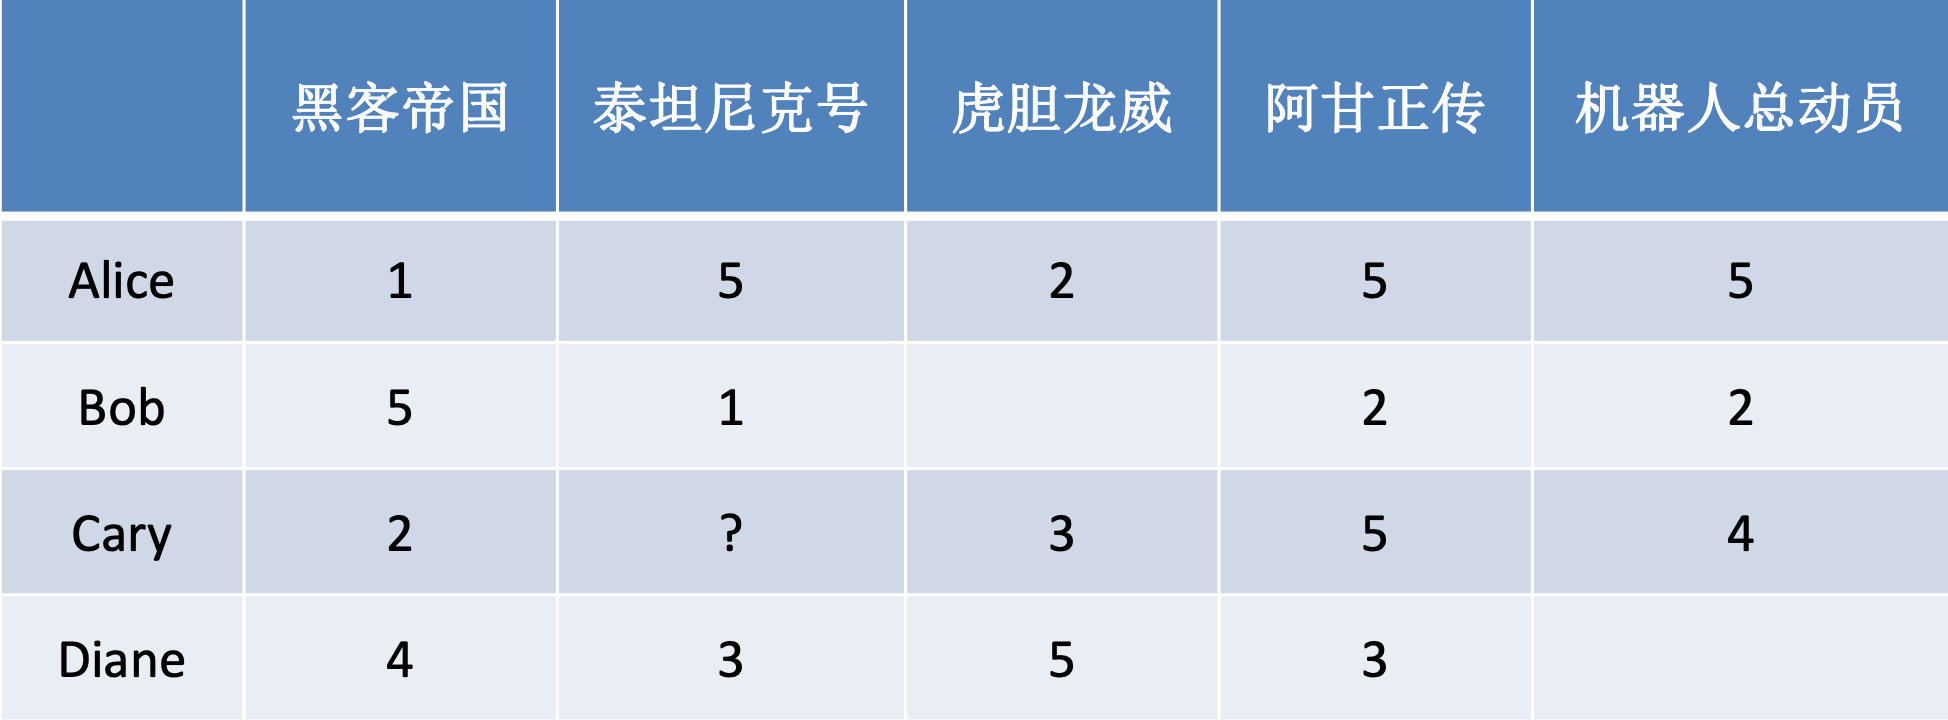 黑客帝国 泰坦尼克号 虎胆龙威 阿甘正传 机器人总动员
Alice 1 5 2 5 5
Bob 5 1 2 2
Cary 2 ? 3 5 4
Diane 4 3 5 3